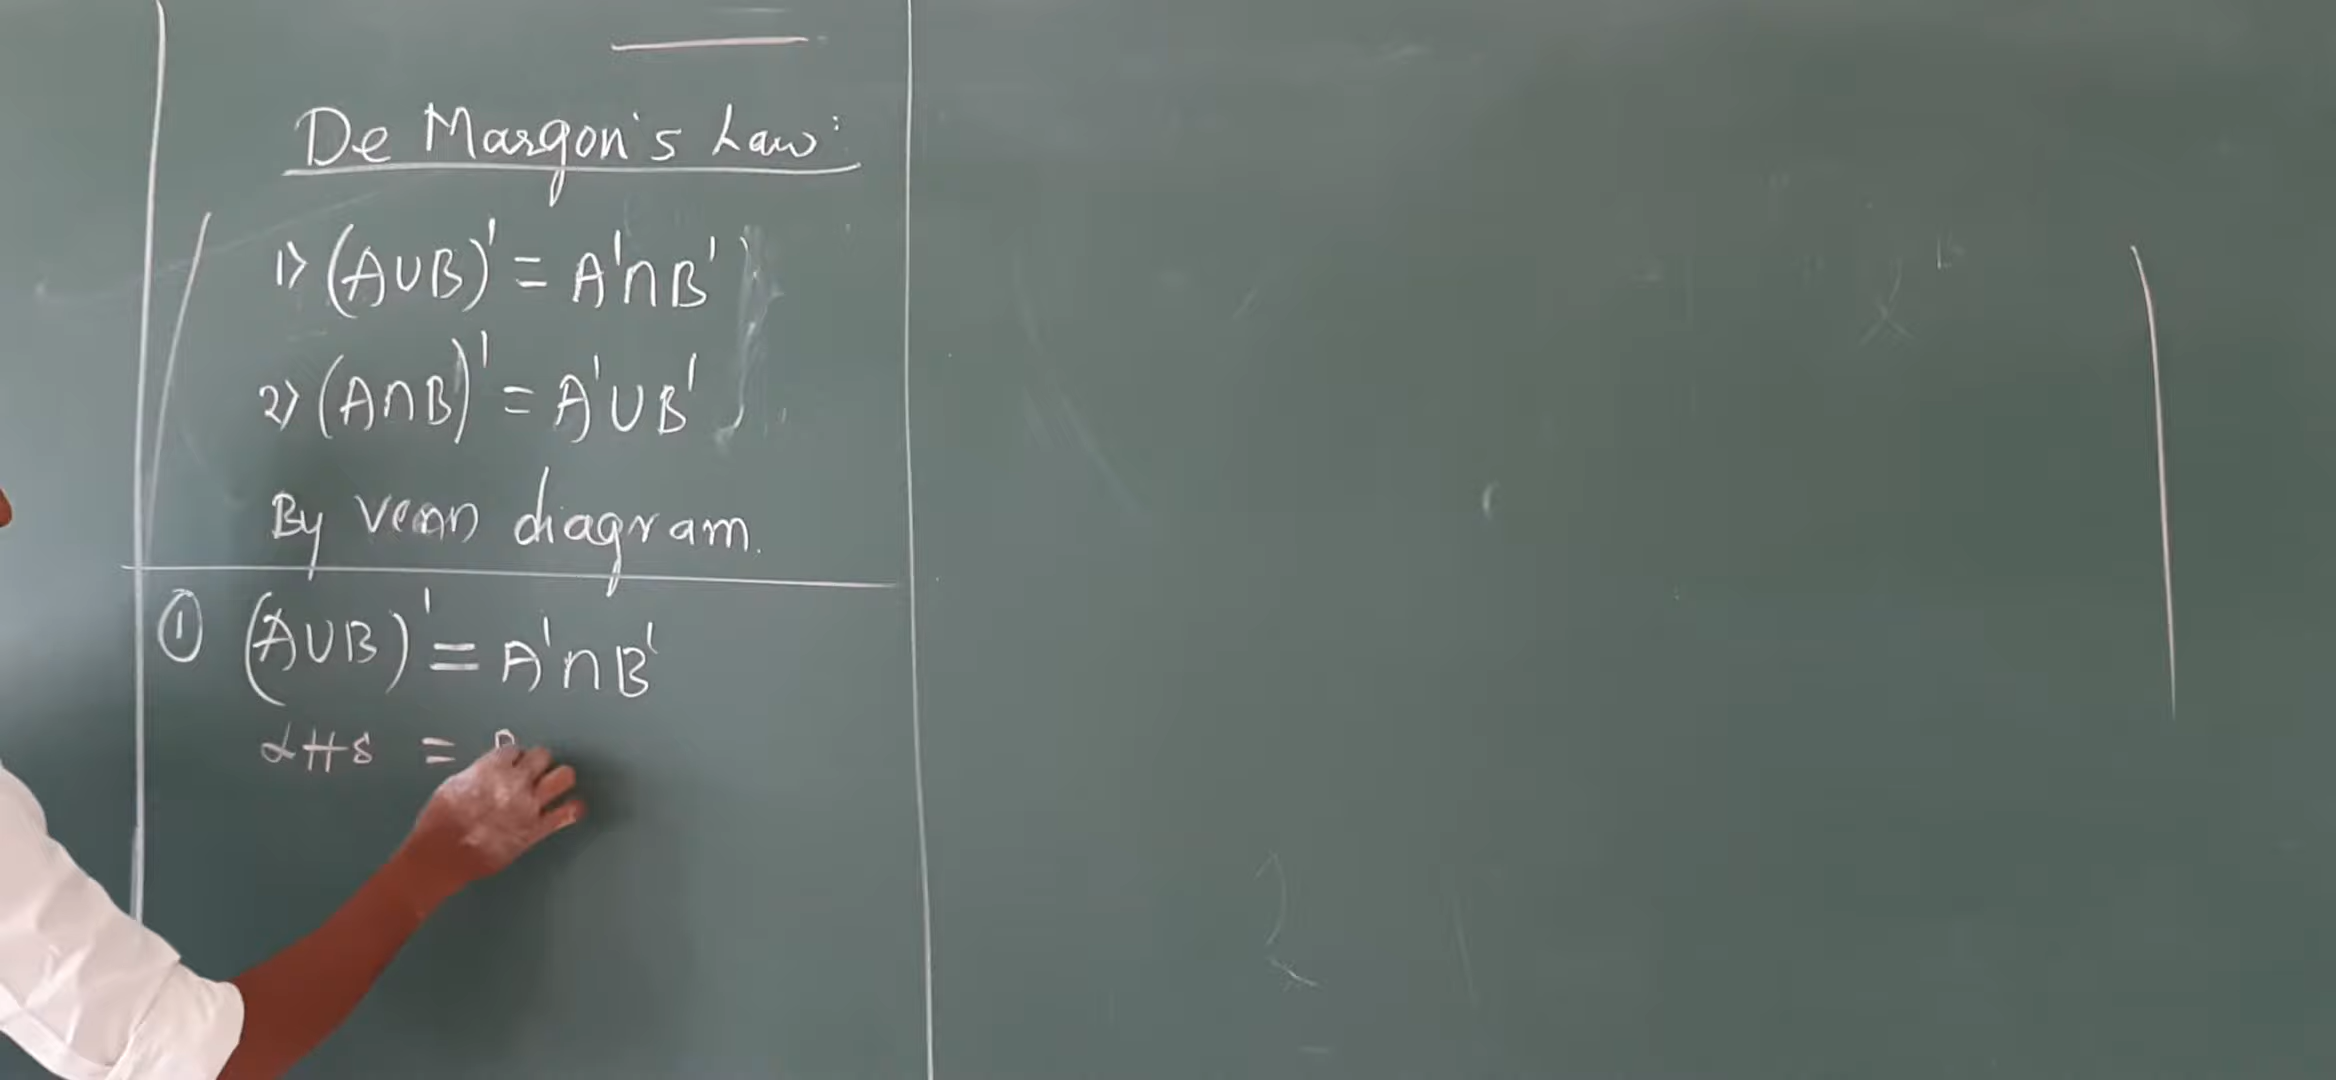 De Margon's Law:
1) (A∪B)' = A'∩B'
2) (A∩B)' = A'∪B'
By venn diagram.
① (A∪B)' = A'∩B'
LHS =